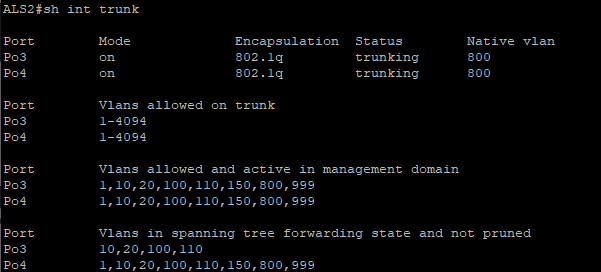 ALS2#sh int trunk
Port Mode Encapsulation Status Native vlan
Po3 on 802.1q trunking 800
Po4 on 802.1q trunking 800
Port Vlans allowed on trunk
Po3 1-4094
Po4 1-4094
Port Vlans allowed and active in management domain
Po3 1,10,20,100,110,150,800,999
Po4 1,10,20,100,110,150,800,999
Port Vlans in spanning tree forwarding state and not pruned
Po3 10,20,100,110
Po4 1,10,20,100,110,150,800,999